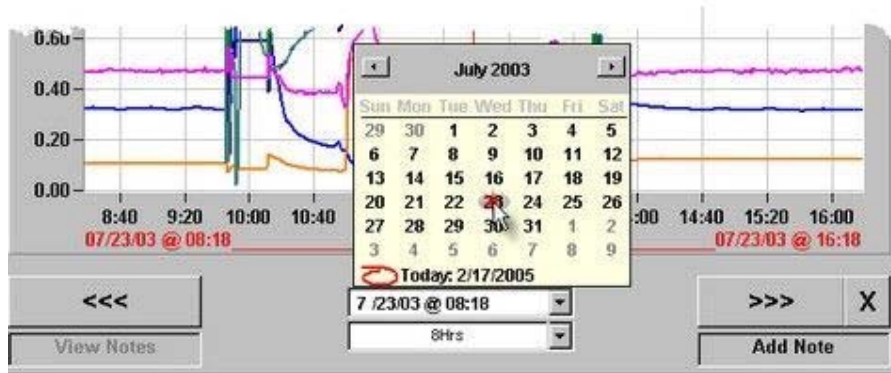 0.60
July 2003
0.40
Sun Mon Tue Wed Thu Fri Sat
29 30 1 2 3 4 5
6 7 8 9 10 11 12
0.20
13 14 15 16 17 18 19
0.00
20 21 22 23 24 25 26
8:40 9:20 10:00 10:40 :00 14:40 15:20 16:00
27 28 29 30 31 1 2
07/23/03 @ 08:18 07/23/03 @ 16:18
3 4 5 6 7 8 9
Today: 2/17/2005
<<< 7 /23/03 @ 08:18 >>> X
8Hrs
View Notes Add Note